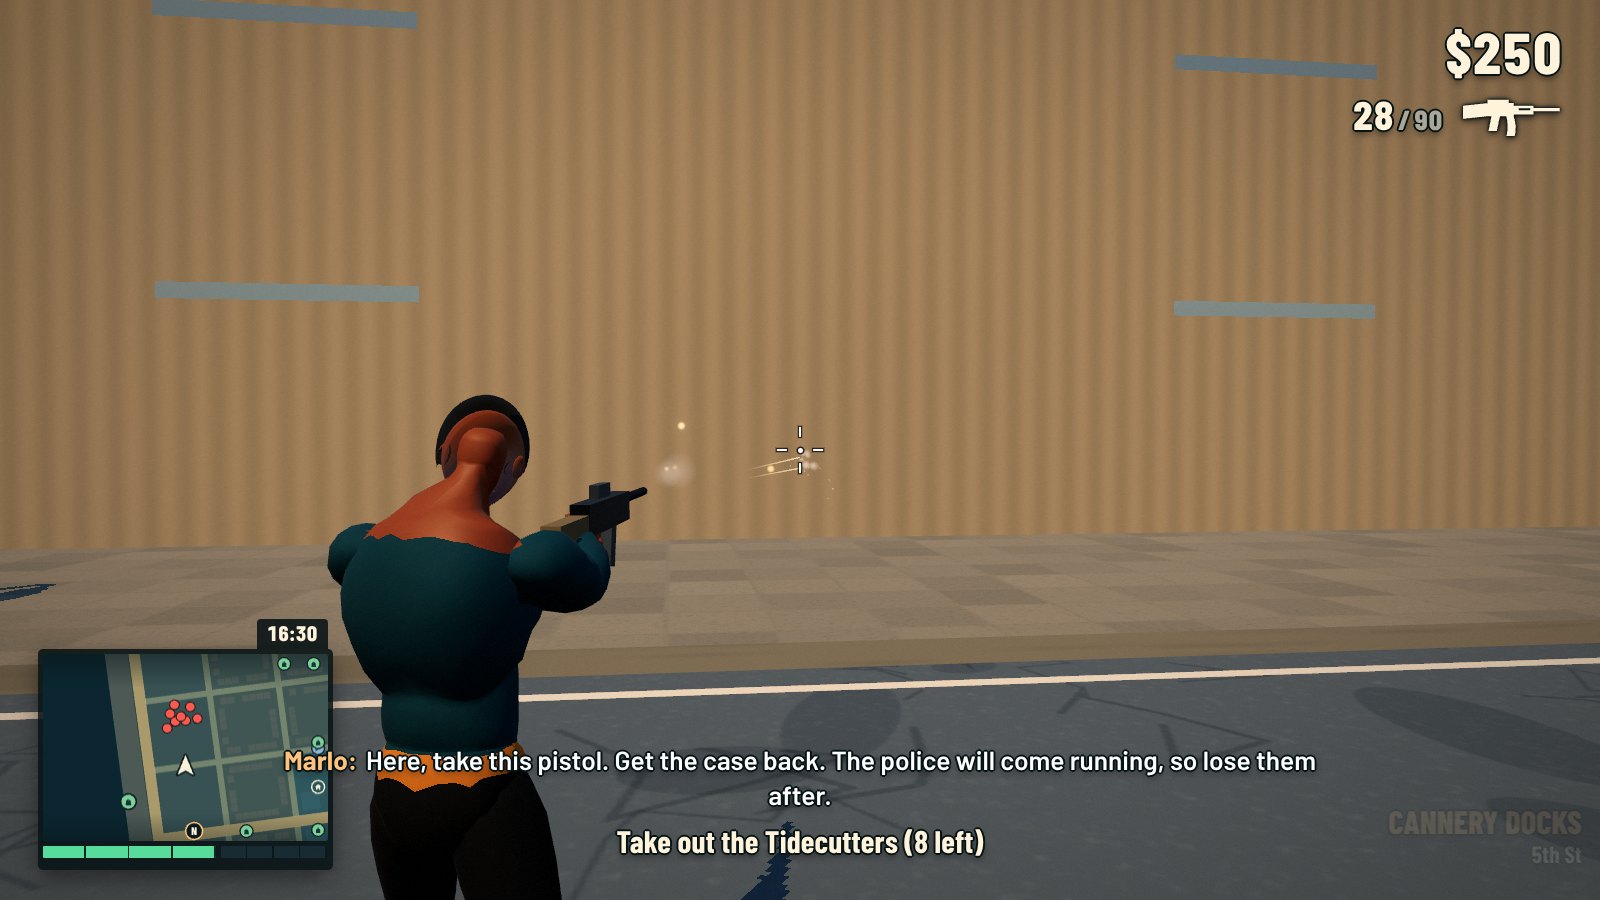 $250
28/90
16:30
N
Marlo: Here, take this pistol. Get the case back. The police will come running, so lose them
after.
Take out the Tidecutters (8 left)
CANNERY DOCKS
5th St